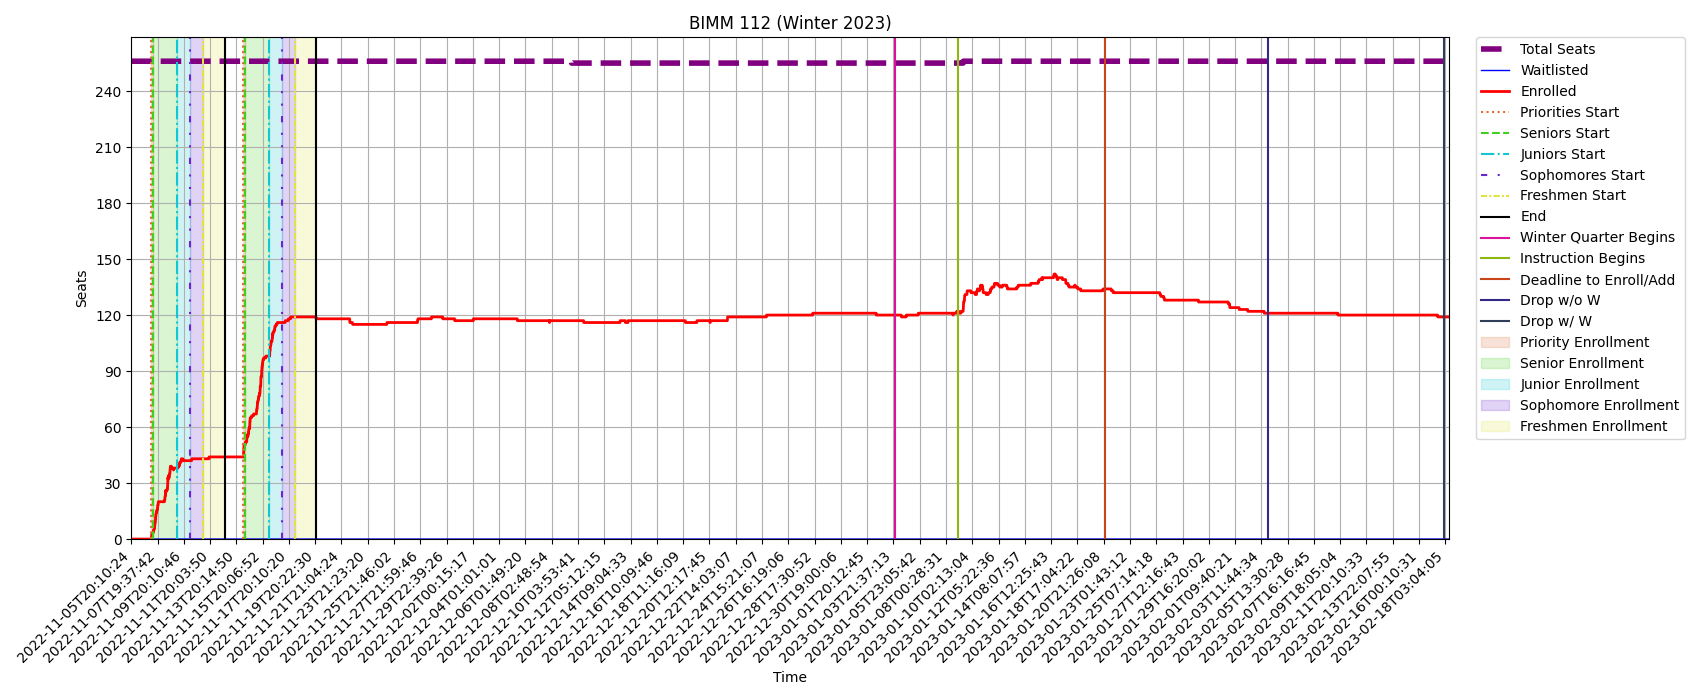 BIMM 112 (Winter 2023)
Seats
240
210
180
150
120
90
60
30
0
2022-11-05T20:10:24
2022-11-07T19:37:42
2022-11-09T20:10:46
2022-11-11T20:03:50
2022-11-13T20:14:50
2022-11-15T20:06:52
2022-11-17T20:10:20
2022-11-19T20:22:30
2022-11-21T21:04:24
2022-11-23T21:23:20
2022-11-25T21:46:02
2022-11-27T21:59:46
2022-11-29T22:39:26
2022-12-02T00:15:17
2022-12-04T01:01:01
2022-12-06T01:49:20
2022-12-08T02:48:54
2022-12-10T03:53:41
2022-12-12T05:12:15
2022-12-14T09:04:33
2022-12-16T10:09:46
2022-12-18T11:16:09
2022-12-20T12:17:45
2022-12-22T14:03:07
2022-12-24T15:21:07
2022-12-26T16:19:06
2022-12-28T17:30:52
2022-12-30T19:00:06
2023-01-01T20:12:45
2023-01-03T21:37:13
2023-01-05T23:05:42
2023-01-08T00:28:31
2023-01-10T02:13:04
2023-01-12T05:22:36
2023-01-14T08:07:57
2023-01-16T12:25:43
2023-01-18T17:04:22
2023-01-20T21:26:08
2023-01-23T01:43:12
2023-01-25T07:14:18
2023-01-27T12:16:43
2023-01-29T16:20:02
2023-02-01T09:40:21
2023-02-03T11:44:34
2023-02-05T13:30:28
2023-02-07T16:16:45
2023-02-09T18:05:04
2023-02-11T20:10:33
2023-02-13T22:07:55
2023-02-16T00:10:31
2023-02-18T03:04:05
Time
Total Seats
Waitlisted
Enrolled
Priorities Start
Seniors Start
Juniors Start
Sophomores Start
Freshmen Start
End
Winter Quarter Begins
Instruction Begins
Deadline to Enroll/Add
Drop w/o W
Drop w/ W
Priority Enrollment
Senior Enrollment
Junior Enrollment
Sophomore Enrollment
Freshmen Enrollment